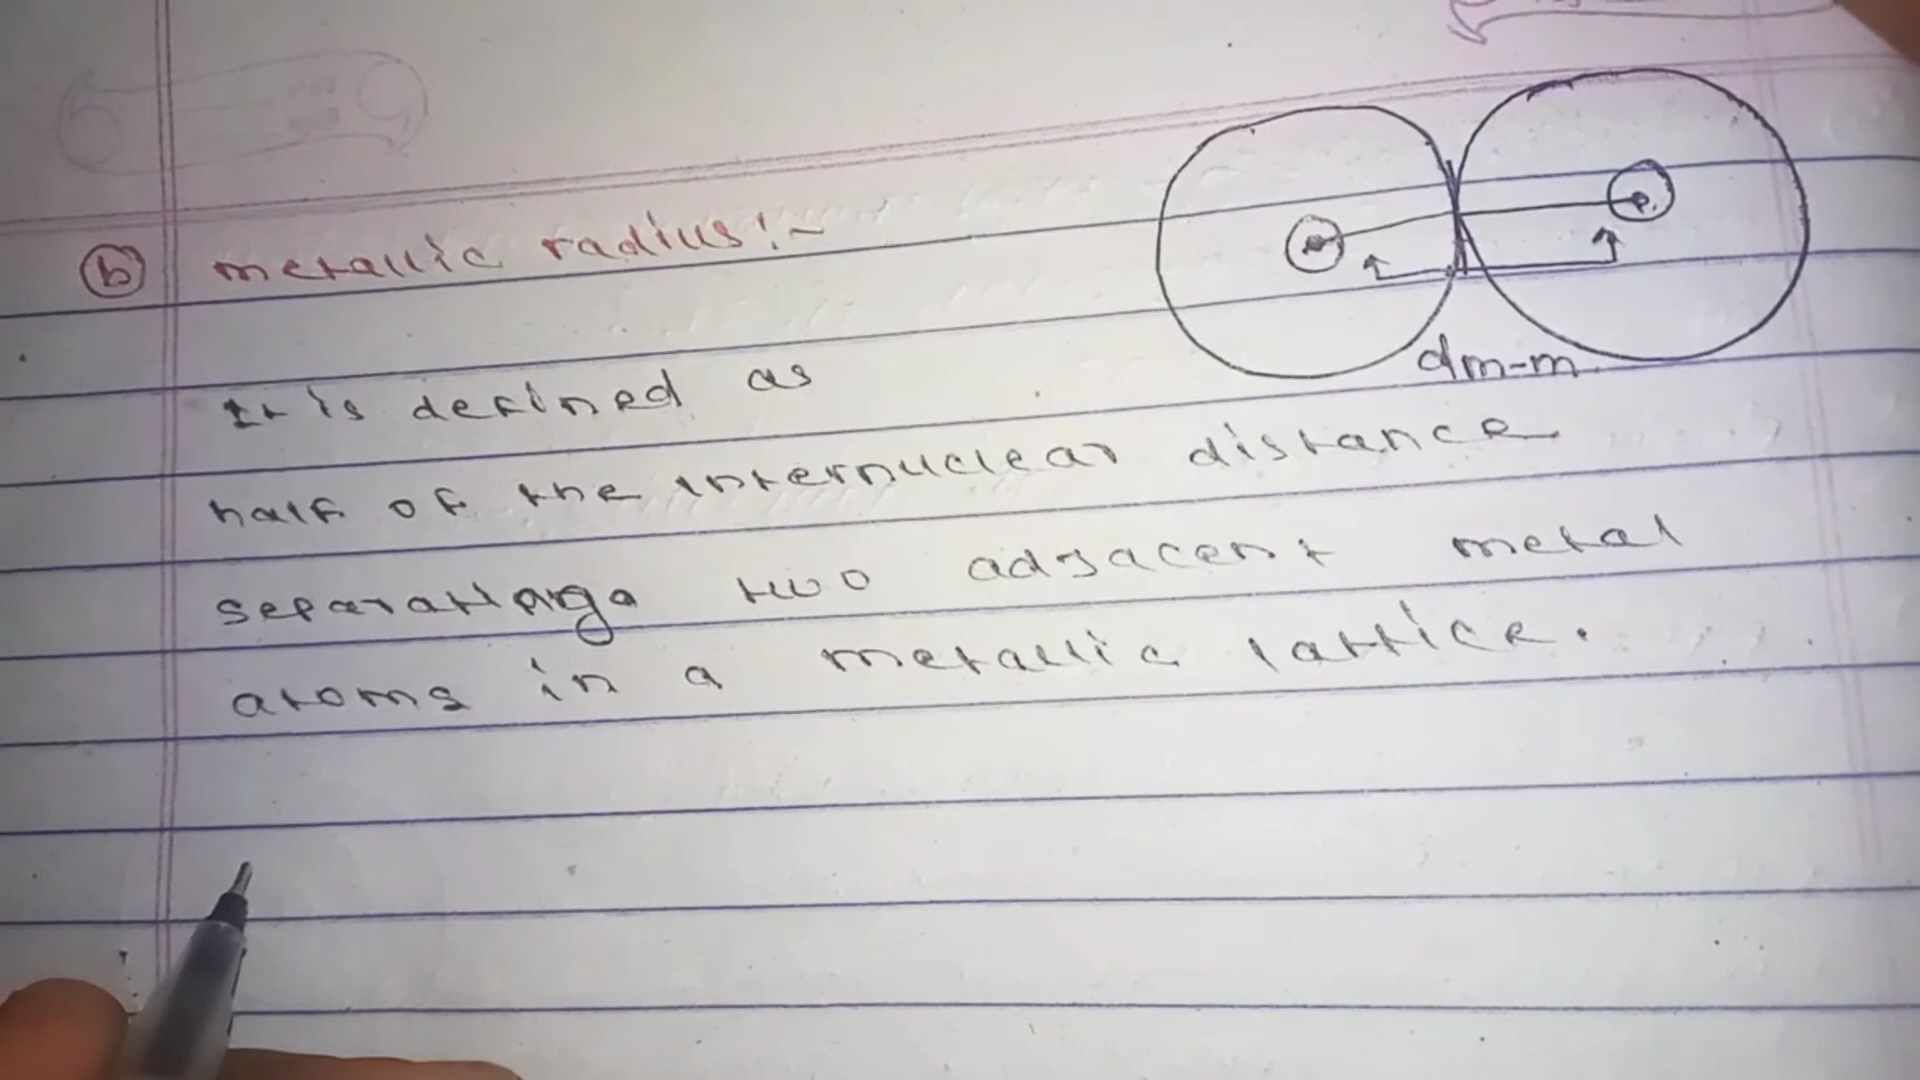 (b) metallic radius:-
It is defined as
dm-m
half of the internuclear distance
two adjacent metal
atoms in a metallic lattice.